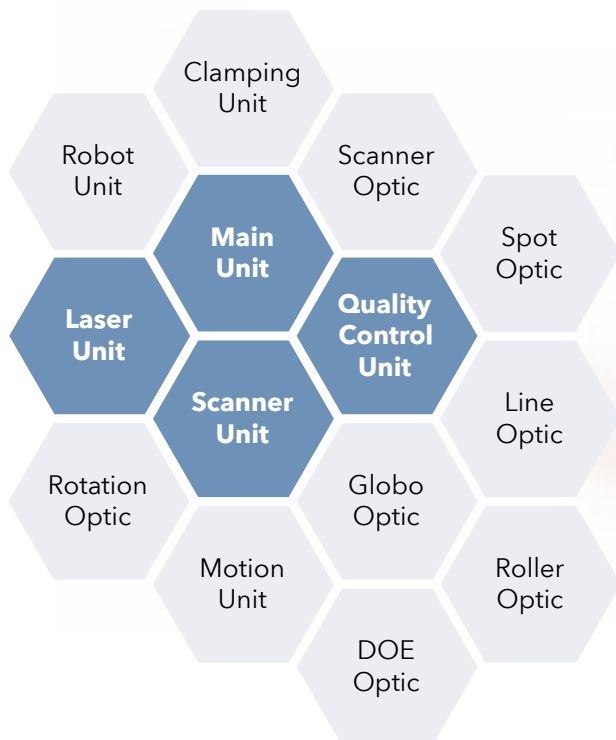 Clamping
Unit
Robot
Unit
Scanner
Optic
Main
Unit
Spot
Optic
Laser
Unit
Quality
Control
Unit
Scanner
Unit
Line
Optic
Rotation
Optic
Globo
Optic
Motion
Unit
Roller
Optic
DOE
Optic